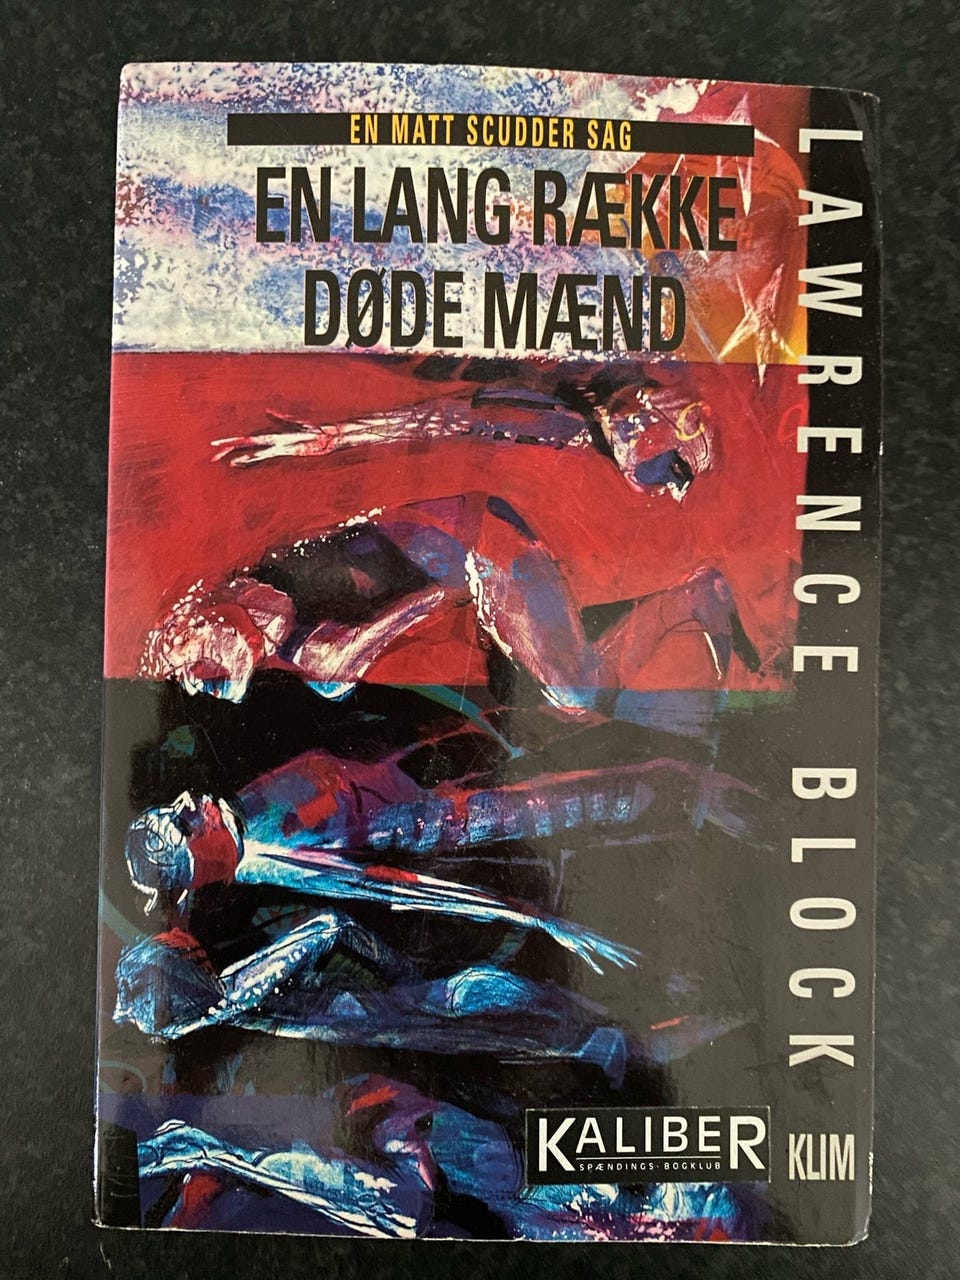 EN MATT SCUDDER SAG
EN LANG RÆKKE
DØDE MÆND
LAWRENCE BLOCK
KALIBER
SPÆNDINGS·BOGKLUB
KLIM